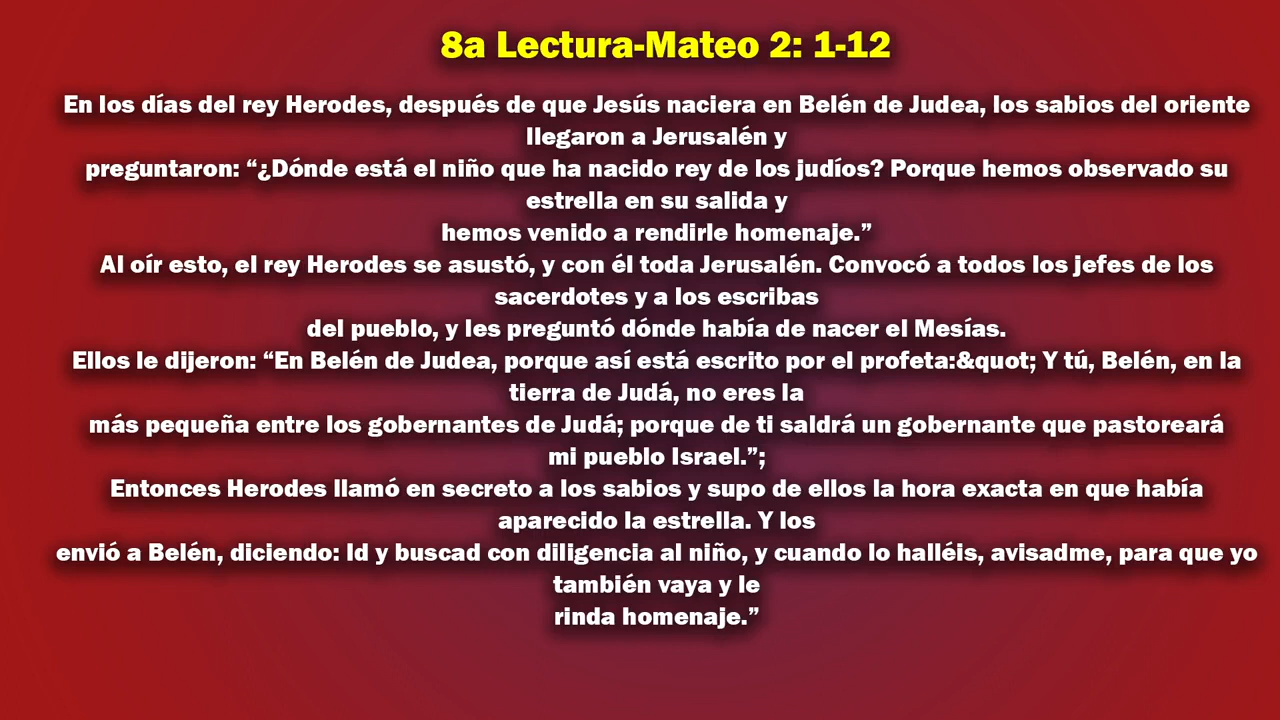 8a Lectura-Mateo 2: 1-12
En los días del rey Herodes, después de que Jesús naciera en Belén de Judea, los sabios del oriente
llegaron a Jerusalén y
preguntaron: “¿Dónde está el niño que ha nacido rey de los judíos? Porque hemos observado su
estrella en su salida y
hemos venido a rendirle homenaje.”
Al oír esto, el rey Herodes se asustó, y con él toda Jerusalén. Convocó a todos los jefes de los
sacerdotes y a los escribas
del pueblo, y les preguntó dónde había de nacer el Mesías.
Ellos le dijeron: “En Belén de Judea, porque así está escrito por el profeta:&quot; Y tú, Belén, en la
tierra de Judá, no eres la
más pequeña entre los gobernantes de Judá; porque de ti saldrá un gobernante que pastoreará
mi pueblo Israel.”;
Entonces Herodes llamó en secreto a los sabios y supo de ellos la hora exacta en que había
aparecido la estrella. Y los
envió a Belén, diciendo: Id y buscad con diligencia al niño, y cuando lo halléis, avisadme, para que yo
también vaya y le
rinda homenaje.”